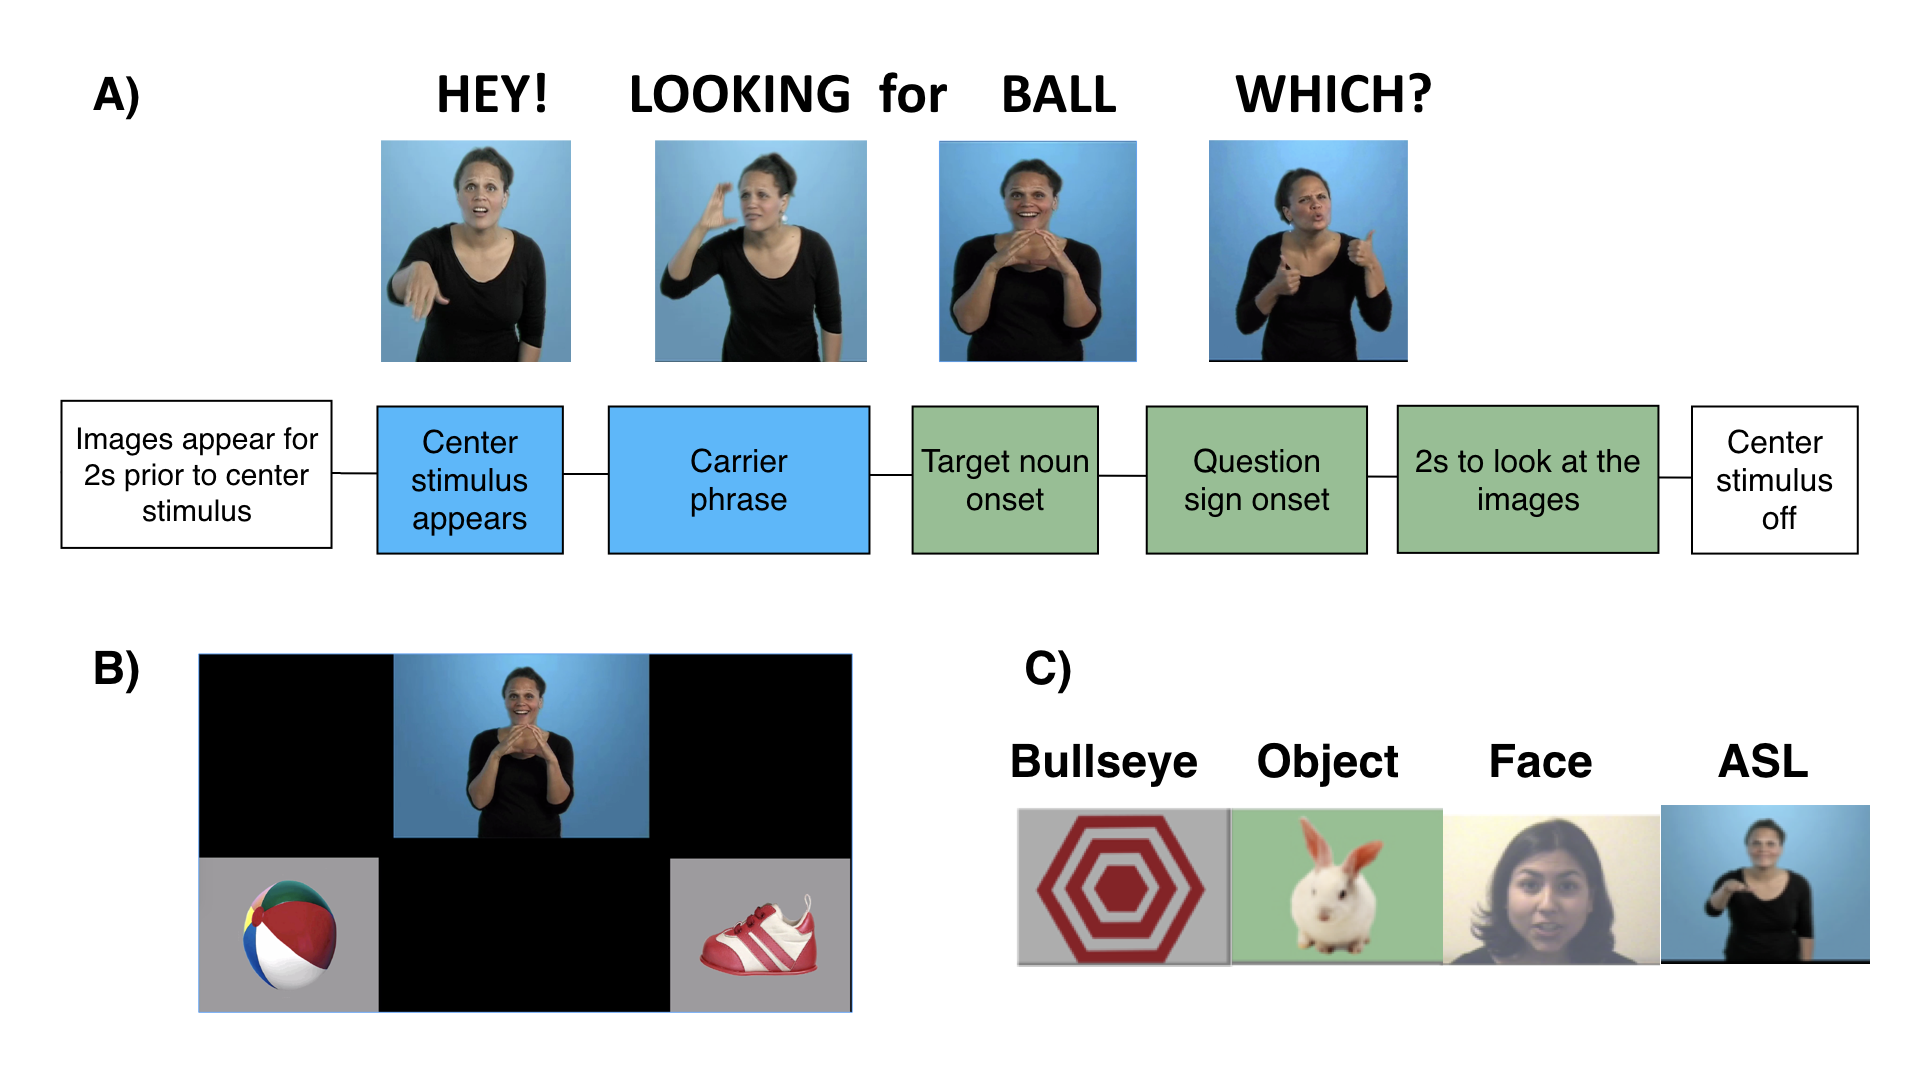 A)
HEY! LOOKING for BALL WHICH?
Images appear for
2s prior to center
stimulus
Center
stimulus
appears
Carrier
phrase
Target noun
onset
Question
sign onset
2s to look at the
images
Center
stimulus
off
B)
C)
Bullseye Object Face ASL